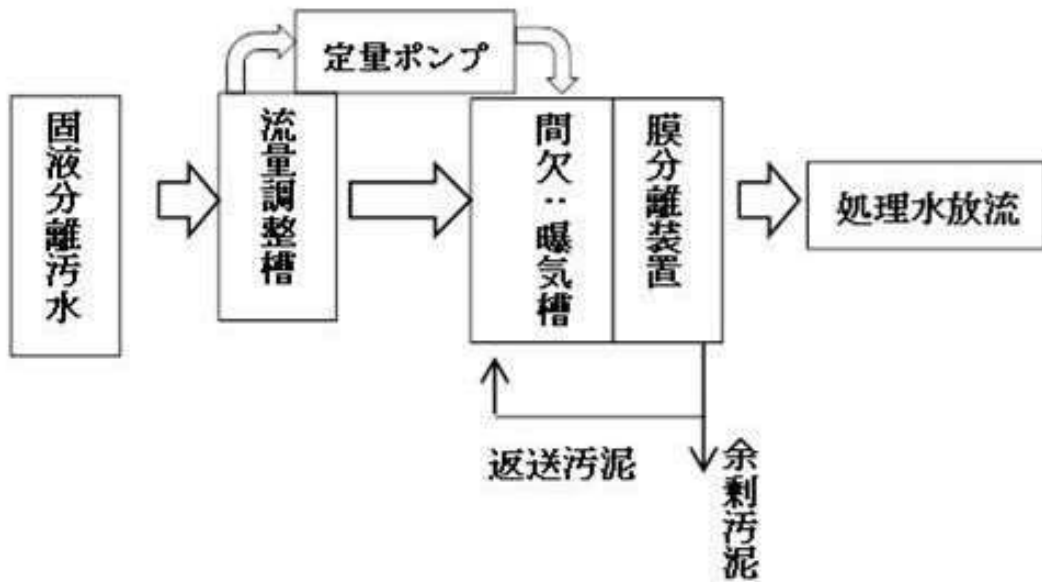 固液分離汚水
流量調整槽
定量ポンプ
間欠：曝気槽
膜分離装置
処理水放流
返送汚泥
余剰汚泥